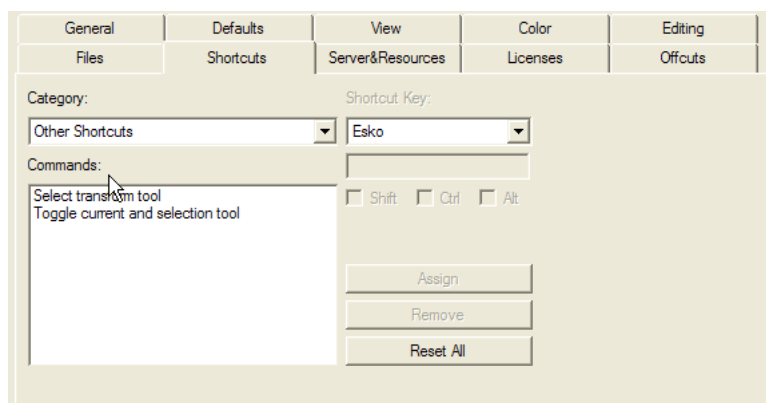 General Defaults View Color Editing
Files Shortcuts Server&Resources Licenses Offcuts
Category: Shortcut Key:
Other Shortcuts Esko
Commands:
Select transform tool
Toggle current and selection tool
Shift Ctrl Alt
Assign
Remove
Reset All